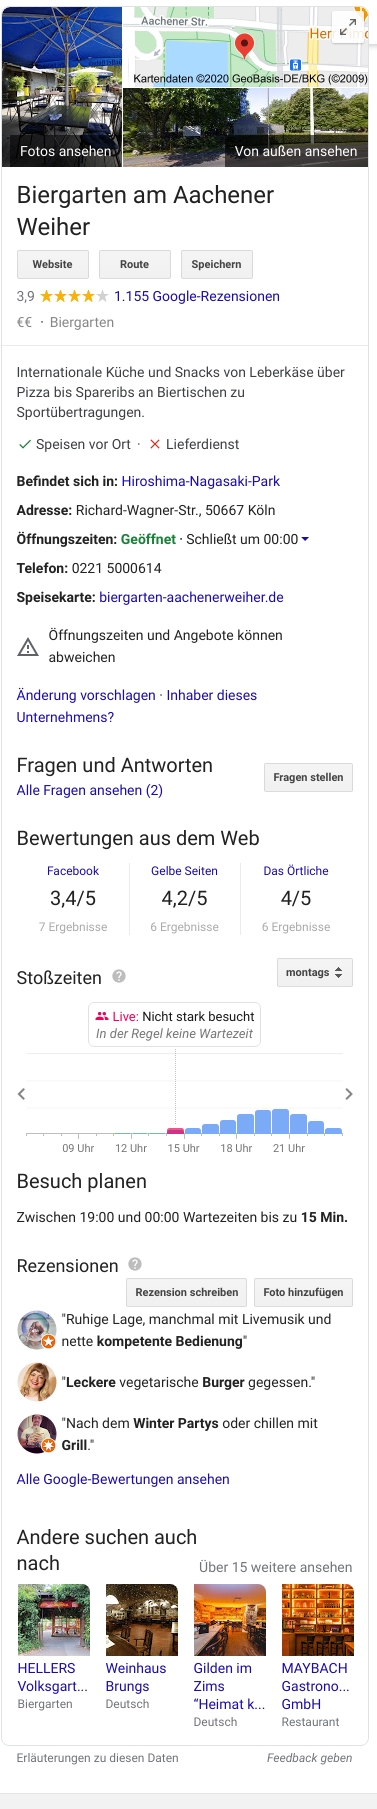 Aachener Str.
Kartendaten ©2020 GeoBasis-DE/BKG (©2009)
Fotos ansehen
Von außen ansehen
Biergarten am Aachener
Weiher
Website
Route
Speichern
3,9 ★★★★★ 1.155 Google-Rezensionen
€€ · Biergarten
Internationale Küche und Snacks von Leberkäse über
Pizza bis Spareribs an Biertischen zu
Sportübertragungen.
✓ Speisen vor Ort · ✕ Lieferdienst
Befindet sich in: Hiroshima-Nagasaki-Park
Adresse: Richard-Wagner-Str., 50667 Köln
Öffnungszeiten: Geöffnet · Schließt um 00:00
Telefon: 0221 5000614
Speisekarte: biergarten-aachenerweiher.de
Öffnungszeiten und Angebote können
abweichen
Änderung vorschlagen · Inhaber dieses
Unternehmens?
Fragen und Antworten
Alle Fragen ansehen (2)
Fragen stellen
Bewertungen aus dem Web
Facebook
Gelbe Seiten
Das Örtliche
3,4/5
4,2/5
4/5
7 Ergebnisse
6 Ergebnisse
6 Ergebnisse
Stoßzeiten ?
montags
Live: Nicht stark besucht
In der Regel keine Wartezeit
09 Uhr
12 Uhr
15 Uhr
18 Uhr
21 Uhr
Besuch planen
Zwischen 19:00 und 00:00 Wartezeiten bis zu 15 Min.
Rezensionen ?
Rezension schreiben
Foto hinzufügen
"Ruhige Lage, manchmal mit Livemusik und
nette kompetente Bedienung"
"Leckere vegetarische Burger gegessen."
"Nach dem Winter Partys oder chillen mit
Grill."
Alle Google-Bewertungen ansehen
Andere suchen auch
nach
Über 15 weitere ansehen
HELLERS
Volksgart...
Biergarten
Weinhaus
Brungs
Deutsch
Gilden im
Zims
“Heimat k...
Deutsch
MAYBACH
Gastrono...
GmbH
Restaurant
Erläuterungen zu diesen Daten
Feedback geben